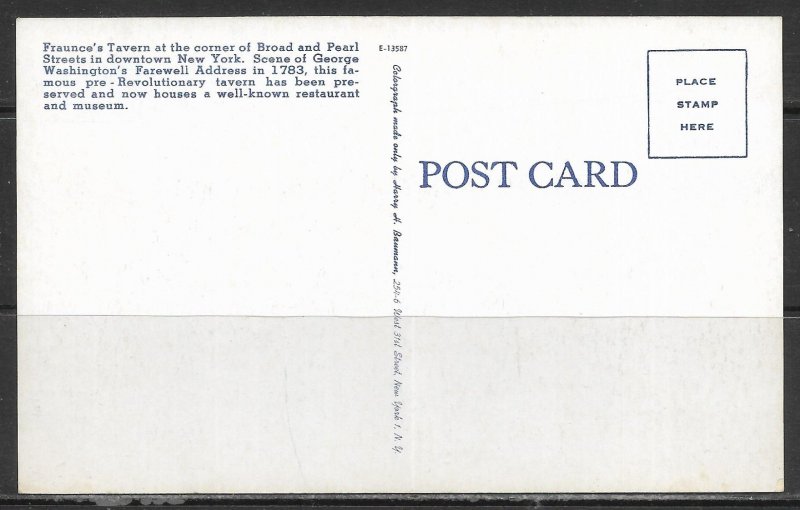 Fraunce's Tavern at the corner of Broad and Pearl
Streets in downtown New York. Scene of George
Washington's Farewell Address in 1783, this fa-
mous pre - Revolutionary tavern has been pre-
served and now houses a well-known restaurant
and museum.
E-13587
Colorgraph made only by Harry H. Baumann, 254-6 West 31st Street, New York 1, N. Y.
PLACE
STAMP
HERE
POST CARD